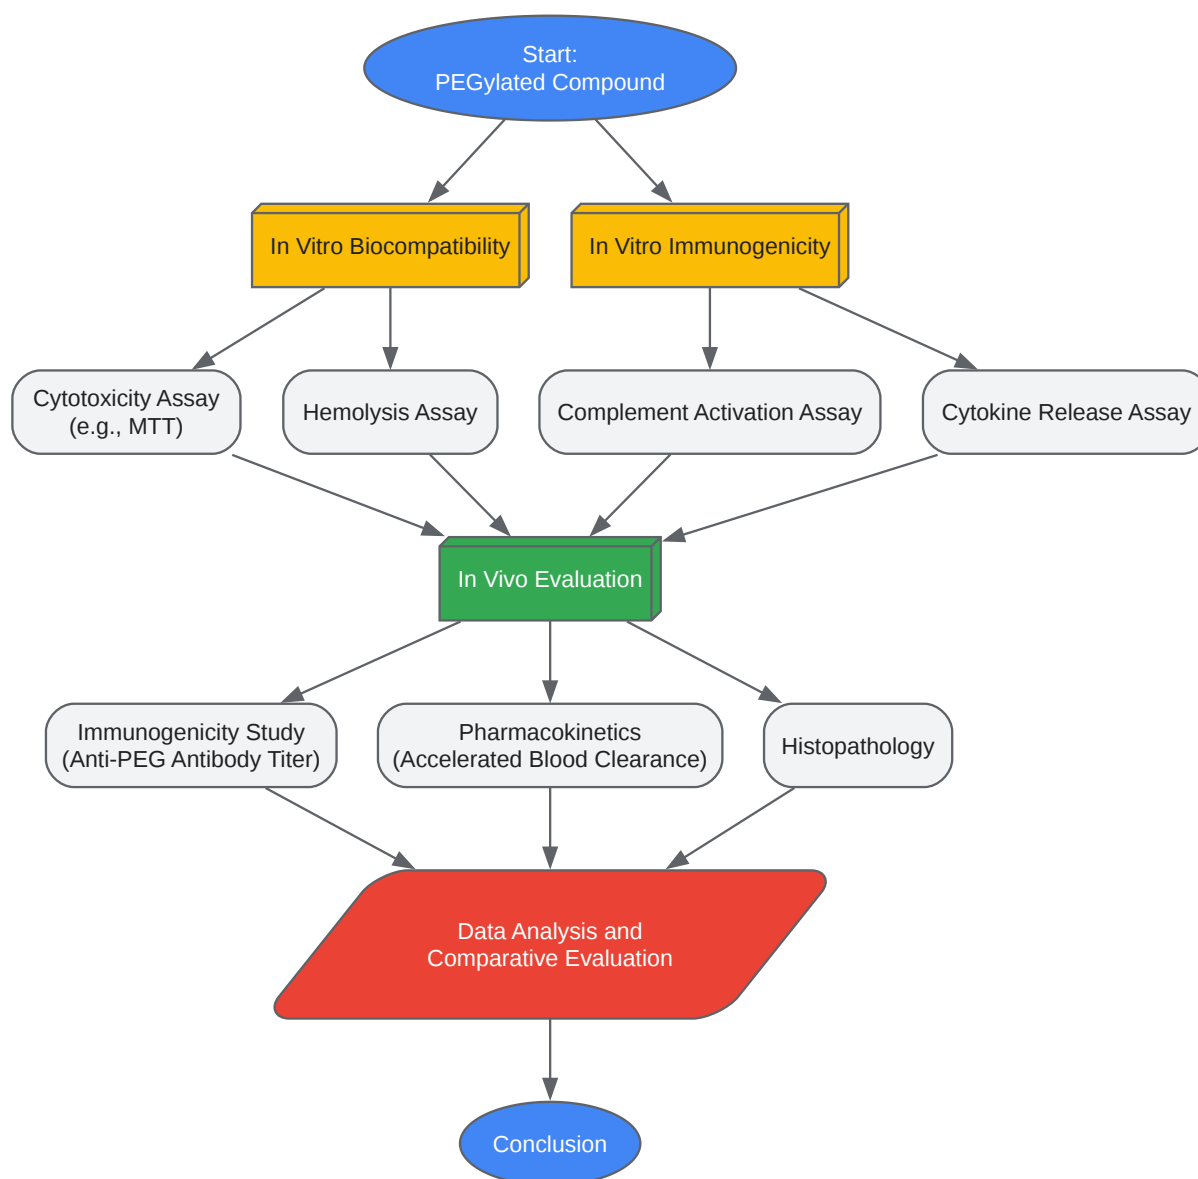 Start:
PEGylated Compound
In Vitro Biocompatibility
In Vitro Immunogenicity
Cytotoxicity Assay
(e.g., MTT)
Hemolysis Assay
Complement Activation Assay
Cytokine Release Assay
In Vivo Evaluation
Immunogenicity Study
(Anti-PEG Antibody Titer)
Pharmacokinetics
(Accelerated Blood Clearance)
Histopathology
Data Analysis and
Comparative Evaluation
Conclusion